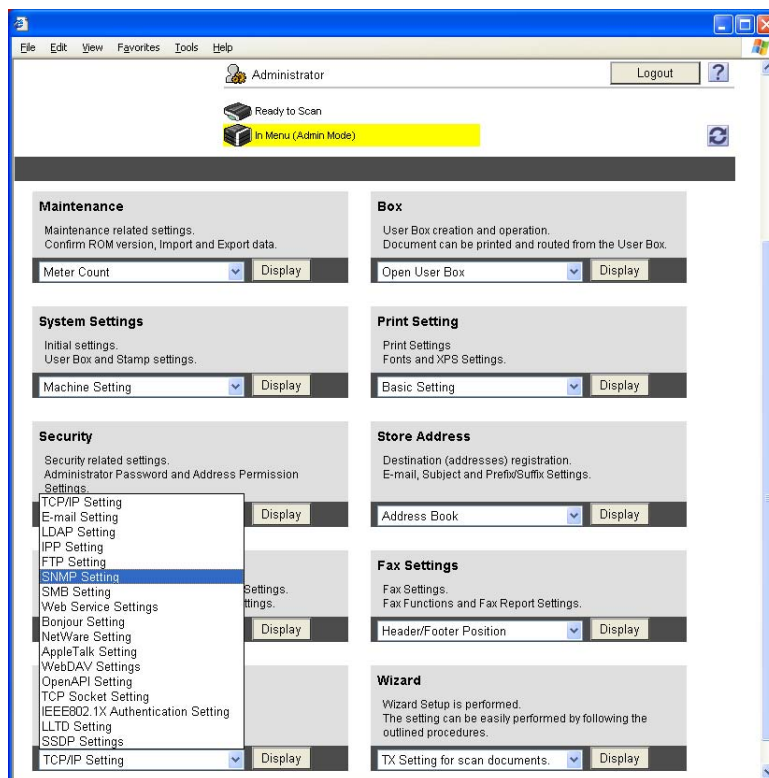 File Edit View Favorites Tools Help
Administrator
Logout
?
Ready to Scan
In Menu (Admin Mode)
Maintenance
Maintenance related settings.
Confirm ROM version, Import and Export data.
Meter Count
Display
Box
User Box creation and operation.
Document can be printed and routed from the User Box.
Open User Box
Display
System Settings
Initial settings.
User Box and Stamp settings.
Machine Setting
Display
Print Setting
Print Settings
Fonts and XPS Settings.
Basic Setting
Display
Security
Security related settings.
Administrator Password and Address Permission
Settings.
Display
Store Address
Destination (addresses) registration.
E-mail, Subject and Prefix/Suffix Settings.
Address Book
Display
TCP/IP Setting
E-mail Setting
LDAP Setting
IPP Setting
FTP Setting
SNMP Setting
SMB Setting
Web Service Settings
Bonjour Setting
NetWare Setting
AppleTalk Setting
WebDAV Settings
OpenAPI Setting
TCP Socket Setting
IEEE802.1X Authentication Setting
LLTD Setting
SSDP Settings
Settings.
ttings.
Display
Fax Settings
Fax Settings.
Fax Functions and Fax Report Settings.
Header/Footer Position
Display
TCP/IP Setting
Display
Wizard
Wizard Setup is performed.
The setting can be easily performed by following the
outlined procedures.
TX Setting for scan documents.
Display